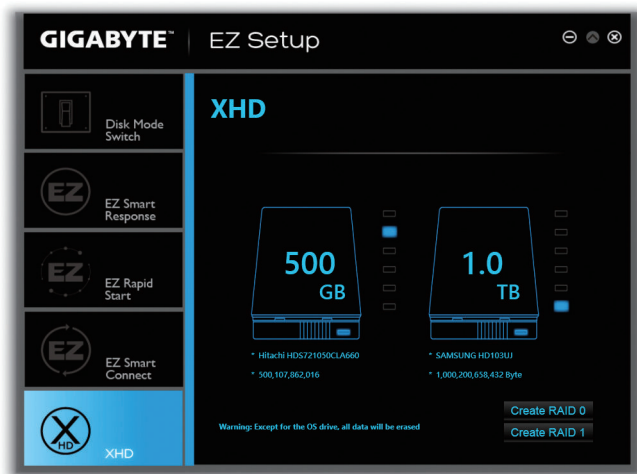 GIGABYTE™ EZ Setup
Disk Mode
Switch
EZ
EZ Smart
Response
EZ
EZ Rapid
Start
EZ
EZ Smart
Connect
X
HD
XHD
XHD
500
GB
1.0
TB
* Hitachi HDS721050CLA660
* 500,107,862,016
* SAMSUNG HD103UJ
* 1,000,200,658,432 Byte
Warning: Except for the OS drive, all data will be erased
Create RAID 0
Create RAID 1